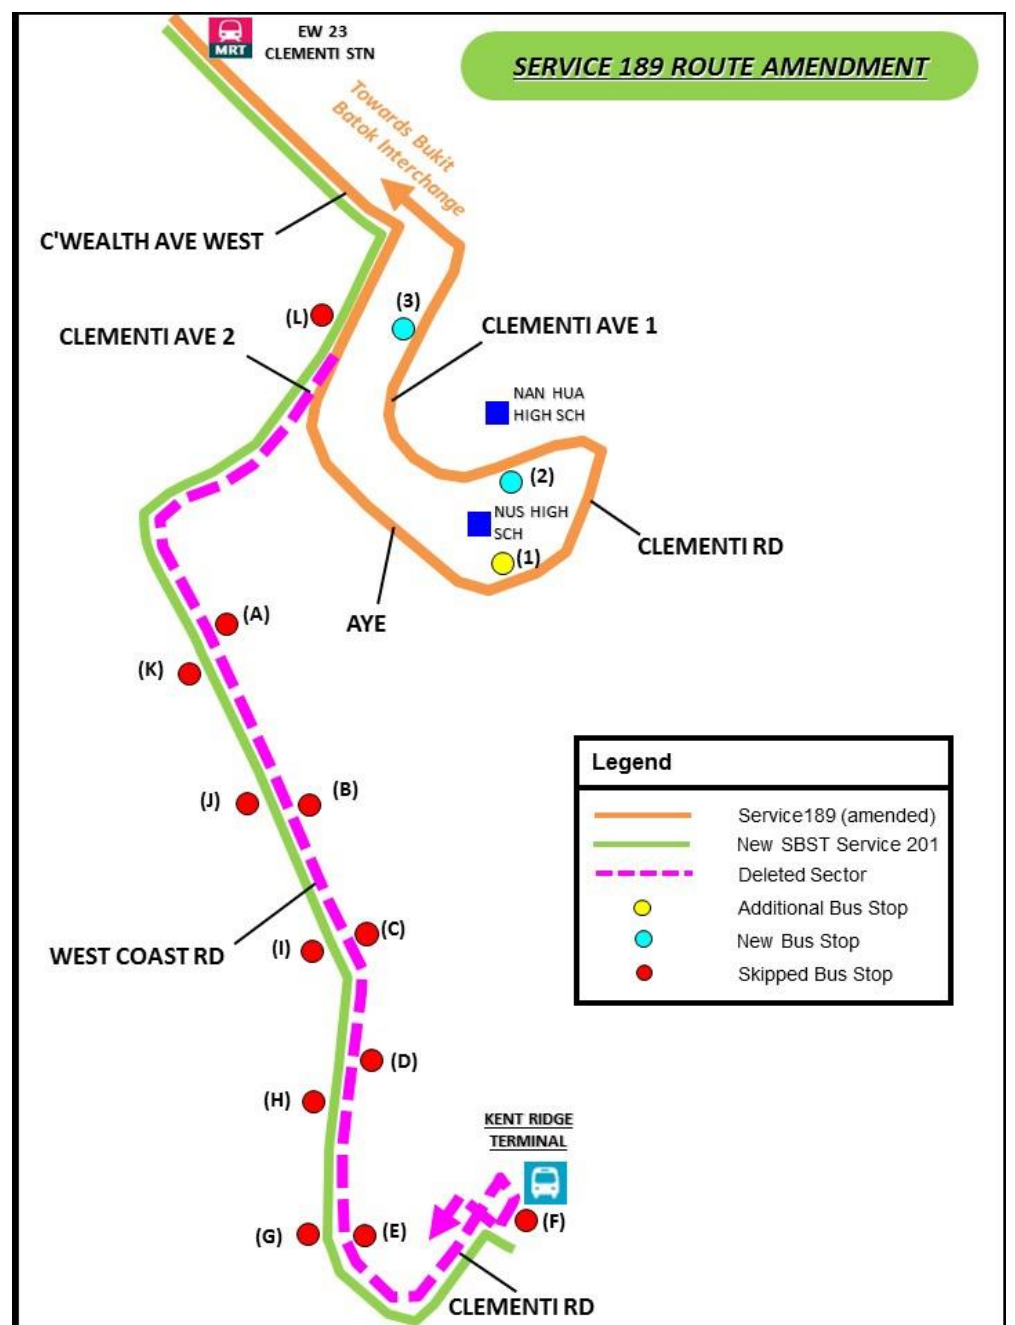 MRT
EW 23
CLEMENTI STN
SERVICE 189 ROUTE AMENDMENT
Towards Bukit
Batok Interchange
C'WEALTH AVE WEST
(L)
(3)
CLEMENTI AVE 2
CLEMENTI AVE 1
NAN HUA
HIGH SCH
(2)
NUS HIGH
SCH
(1)
CLEMENTI RD
AYE
(A)
(K)
(J)
(B)
Legend
Service189 (amended)
New SBST Service 201
Deleted Sector
Additional Bus Stop
New Bus Stop
Skipped Bus Stop
(C)
(I)
WEST COAST RD
(D)
(H)
KENT RIDGE
TERMINAL
(F)
(G)
(E)
CLEMENTI RD